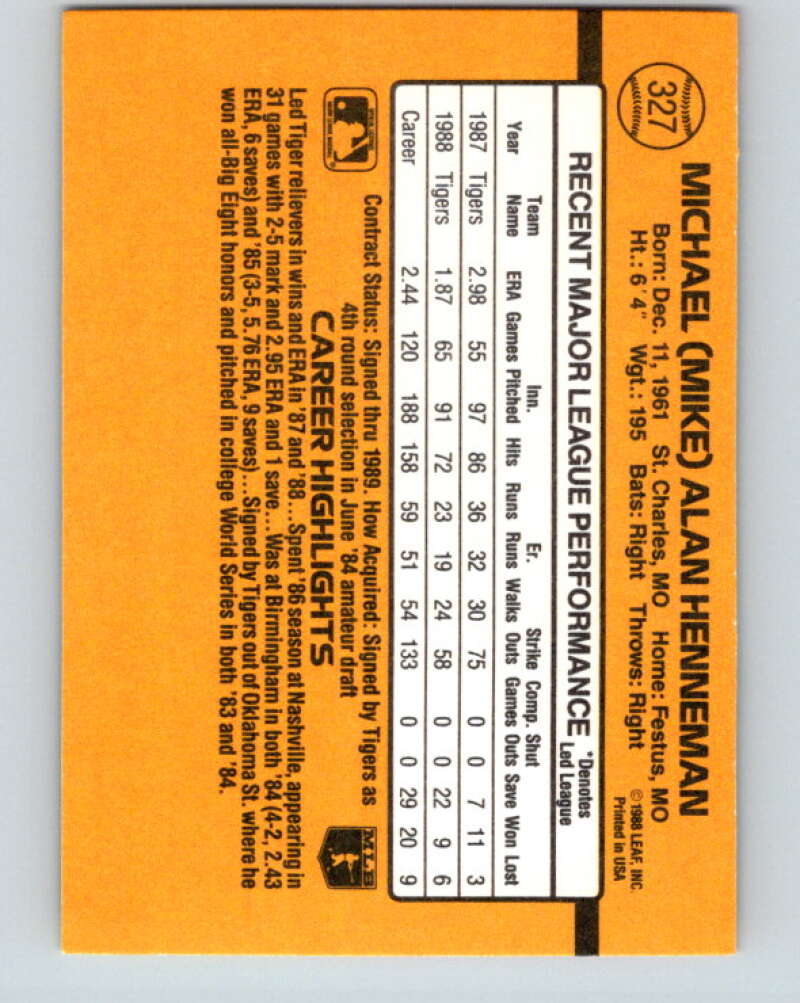 327
MICHAEL (MIKE) ALAN HENNEMAN
Born: Dec. 11, 1961 St. Charles, MO Home: Festus, MO
Ht.: 6' 4" Wgt.: 195 Bats: Right Throws: Right
© 1988 LEAF, INC.
Printed in USA
RECENT MAJOR LEAGUE PERFORMANCE *Denotes
Led League
Team Inn. Er. Strike Comp. Shut
Year Name ERA Games Pitched Hits Runs Runs Walks Outs Games Outs Save Won Lost
1987 Tigers 2.98 55 97 86 36 32 30 75 0 0 7 11 3
1988 Tigers 1.87 65 91 72 23 19 24 58 0 0 22 9 6
Career 2.44 120 188 158 59 51 54 133 0 0 29 20 9
Contract Status: Signed thru 1989. How Acquired: Signed by Tigers as
4th round selection in June '84 amateur draft
MLB
CAREER HIGHLIGHTS
Led Tiger relievers in wins and ERA in '87 and '88...Spent '86 season at Nashville, appearing in
31 games with 2-5 mark and 2.95 ERA and 1 save...Was at Birmingham in both '84 (4-2, 2.43
ERA, 6 saves) and '85 (3-5, 5.76 ERA, 9 saves)...Signed by Tigers out of Oklahoma St. where he
won all-Big Eight honors and pitched in college World Series in both '83 and '84.